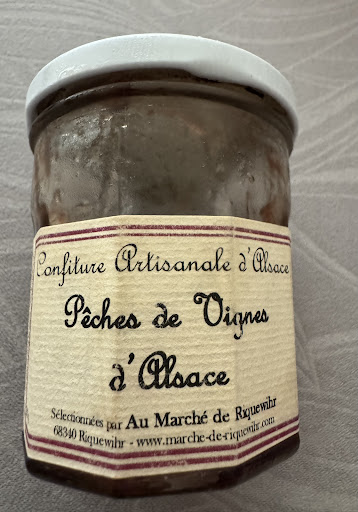 Confiture Artisanale d'Alsace
Pêches de Vignes
d'Alsace
Sélectionnées par Au Marché de Riquewihr
68340 Riquewihr - www.marche-de-riquewihr.com